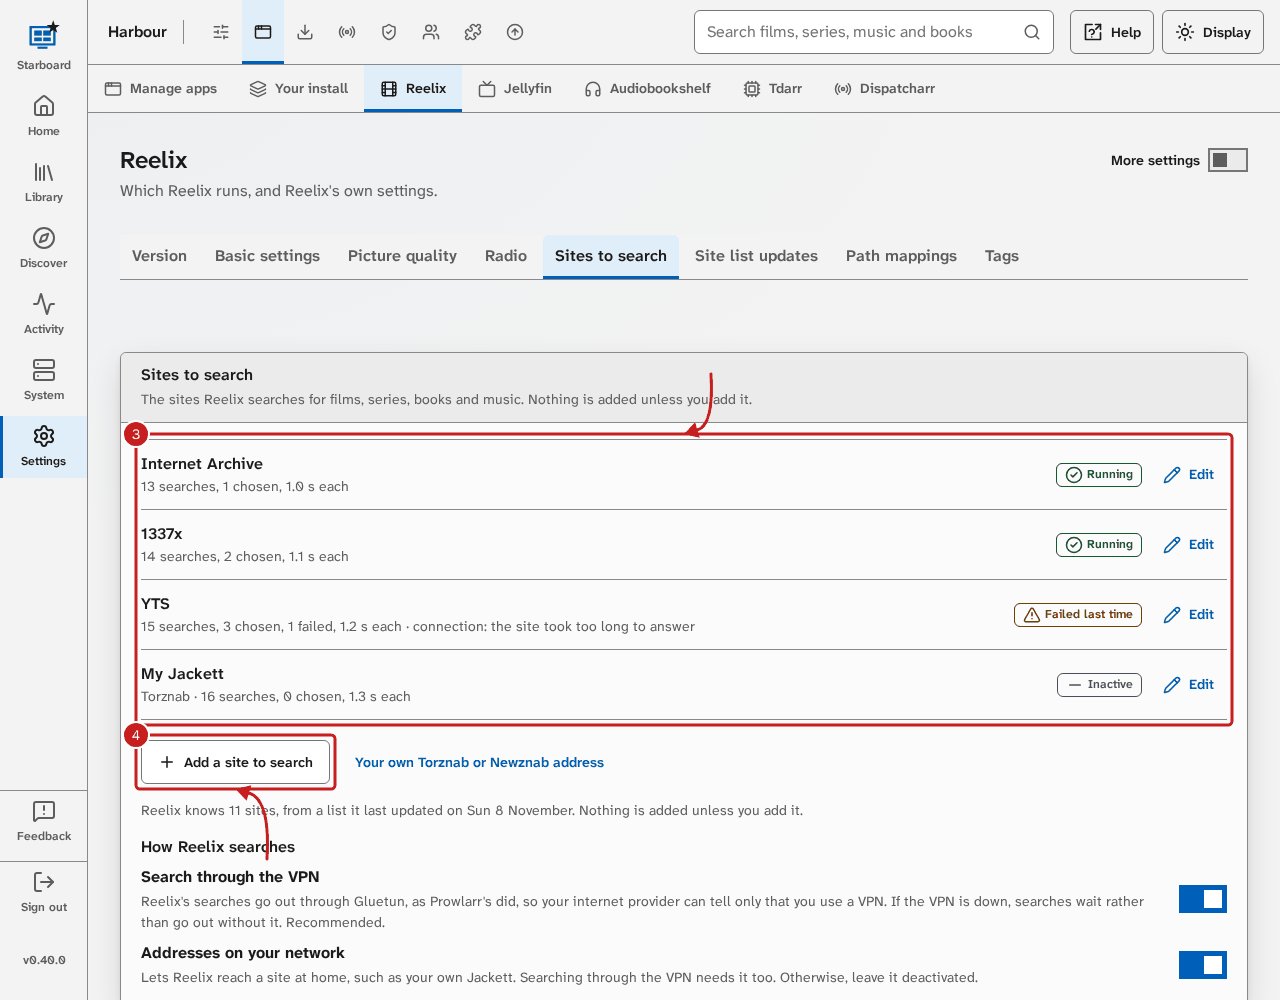 Starboard
Home
Library
Discover
Activity
System
Settings
Feedback
Sign out
v0.40.0
Harbour
Search films, series, music and books
Help
Display
Manage apps
Your install
Reelix
Jellyfin
Audiobookshelf
Tdarr
Dispatcharr
Reelix
Which Reelix runs, and Reelix's own settings.
More settings
Version
Basic settings
Picture quality
Radio
Sites to search
Site list updates
Path mappings
Tags
Sites to search
The sites Reelix searches for films, series, books and music. Nothing is added unless you add it.
3
Internet Archive
13 searches, 1 chosen, 1.0 s each
Running
Edit
1337x
14 searches, 2 chosen, 1.1 s each
Running
Edit
YTS
15 searches, 3 chosen, 1 failed, 1.2 s each · connection: the site took too long to answer
Failed last time
Edit
My Jackett
Torznab · 16 searches, 0 chosen, 1.3 s each
Inactive
Edit
4
Add a site to search
Your own Torznab or Newznab address
Reelix knows 11 sites, from a list it last updated on Sun 8 November. Nothing is added unless you add it.
How Reelix searches
Search through the VPN
Reelix's searches go out through Gluetun, as Prowlarr's did, so your internet provider can tell only that you use a VPN. If the VPN is down, searches wait rather
than go out without it. Recommended.
Addresses on your network
Lets Reelix reach a site at home, such as your own Jackett. Searching through the VPN needs it too. Otherwise, leave it deactivated.